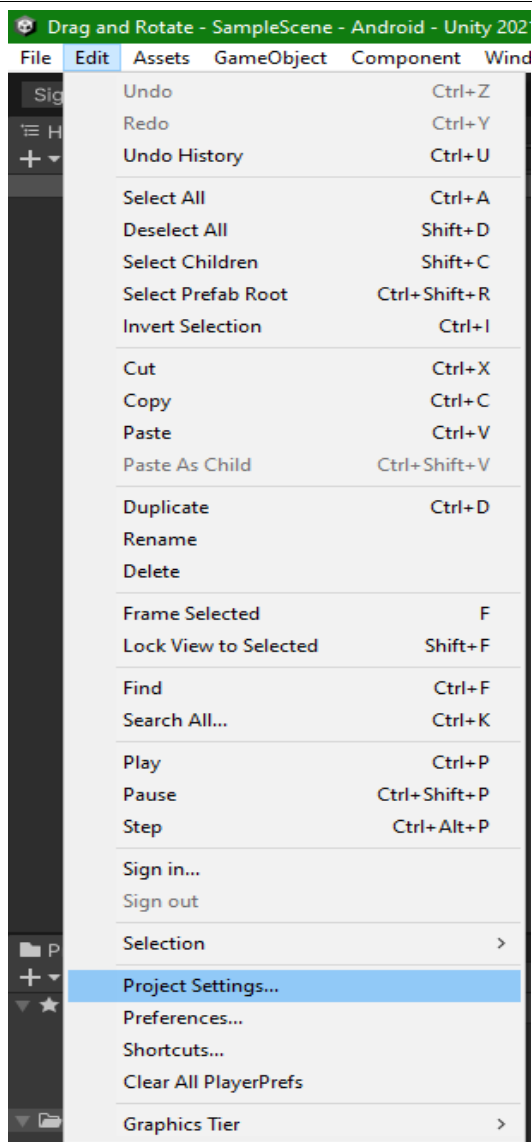 Drag and Rotate - SampleScene - Android - Unity 2021
File Edit Assets GameObject Component Wind
Sig
Undo Ctrl+Z
H
Redo Ctrl+Y
Undo History Ctrl+U
Select All Ctrl+A
Deselect All Shift+D
Select Children Shift+C
Select Prefab Root Ctrl+Shift+R
Invert Selection Ctrl+I
Cut Ctrl+X
Copy Ctrl+C
Paste Ctrl+V
Paste As Child Ctrl+Shift+V
Duplicate Ctrl+D
Rename
Delete
Frame Selected F
Lock View to Selected Shift+F
Find Ctrl+F
Search All... Ctrl+K
Play Ctrl+P
Pause Ctrl+Shift+P
Step Ctrl+Alt+P
Sign in...
Sign out
P
Selection >
Project Settings...
Preferences...
Shortcuts...
Clear All PlayerPrefs
Graphics Tier >